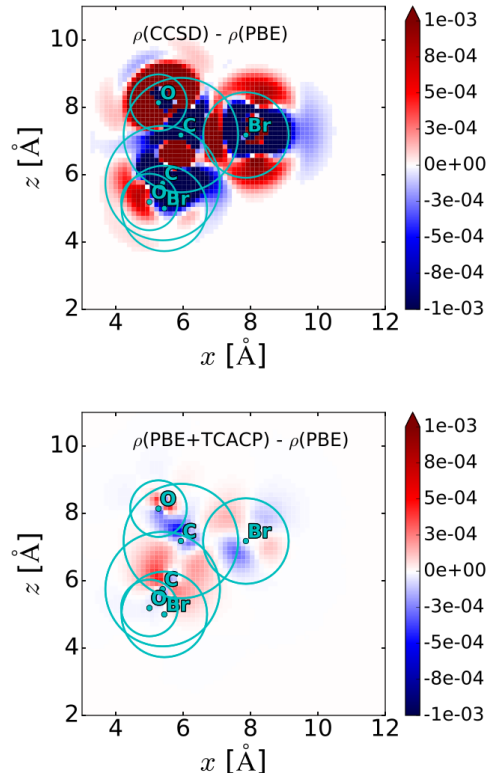 ρ(CCSD) - ρ(PBE)
O
C
Br
C
O
Br
10
8
6
4
2
4 6 8 10 12
z [Å]
x [Å]
1e-03
8e-04
5e-04
3e-04
0e+00
-3e-04
-5e-04
-8e-04
-1e-03
ρ(PBE+TCACP) - ρ(PBE)
O
C
Br
C
O
Br
10
8
6
4
2
4 6 8 10 12
z [Å]
x [Å]
1e-03
8e-04
5e-04
3e-04
0e+00
-3e-04
-5e-04
-8e-04
-1e-03